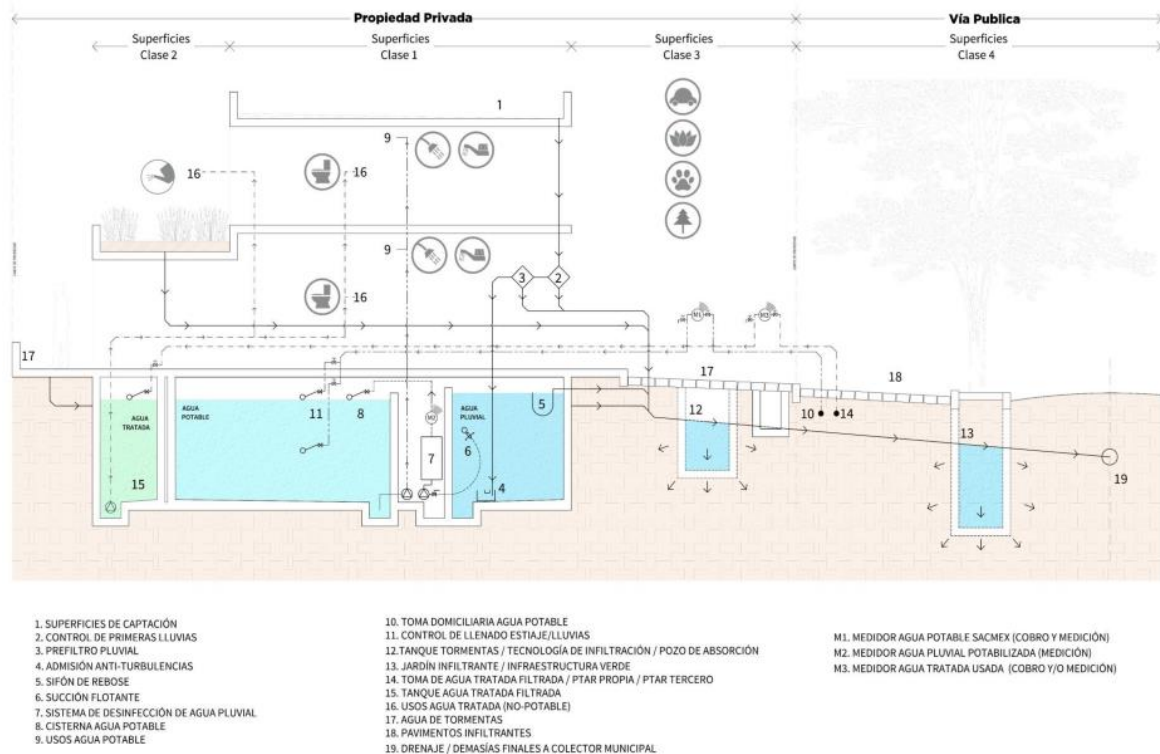 Propiedad Privada
Vía Publica
Superficies
Clase 2
Superficies
Clase 1
Superficies
Clase 3
Superficies
Clase 4
1
9
16
16
9
3
2
16
M1
M3
17
17
18
AGUA
TRATADA
AGUA
POTABLE
11
8
M2
AGUA
PLUVIAL
5
6
7
4
15
12
10
14
13
19
1. SUPERFICIES DE CAPTACIÓN
2. CONTROL DE PRIMERAS LLUVIAS
3. PREFILTRO PLUVIAL
4. ADMISIÓN ANTI-TURBULENCIAS
5. SIFÓN DE REBOSE
6. SUCCIÓN FLOTANTE
7. SISTEMA DE DESINFECCIÓN DE AGUA PLUVIAL
8. CISTERNA AGUA POTABLE
9. USOS AGUA POTABLE
10. TOMA DOMICILIARIA AGUA POTABLE
11. CONTROL DE LLENADO ESTIAJE/LLUVIAS
12.TANQUE TORMENTAS / TECNOLOGÍA DE INFILTRACIÓN / POZO DE ABSORCIÓN
13. JARDÍN INFILTRANTE / INFRAESTRUCTURA VERDE
14. TOMA DE AGUA TRATADA FILTRADA / PTAR PROPIA / PTAR TERCERO
15. TANQUE AGUA TRATADA FILTRADA
16. USOS AGUA TRATADA (NO-POTABLE)
17. AGUA DE TORMENTAS
18. PAVIMENTOS INFILTRANTES
19. DRENAJE / DEMASÍAS FINALES A COLECTOR MUNICIPAL
M1. MEDIDOR AGUA POTABLE SACMEX (COBRO Y MEDICIÓN)
M2. MEDIDOR AGUA PLUVIAL POTABILIZADA (MEDICIÓN)
M3. MEDIDOR AGUA TRATADA USADA (COBRO Y/O MEDICIÓN)